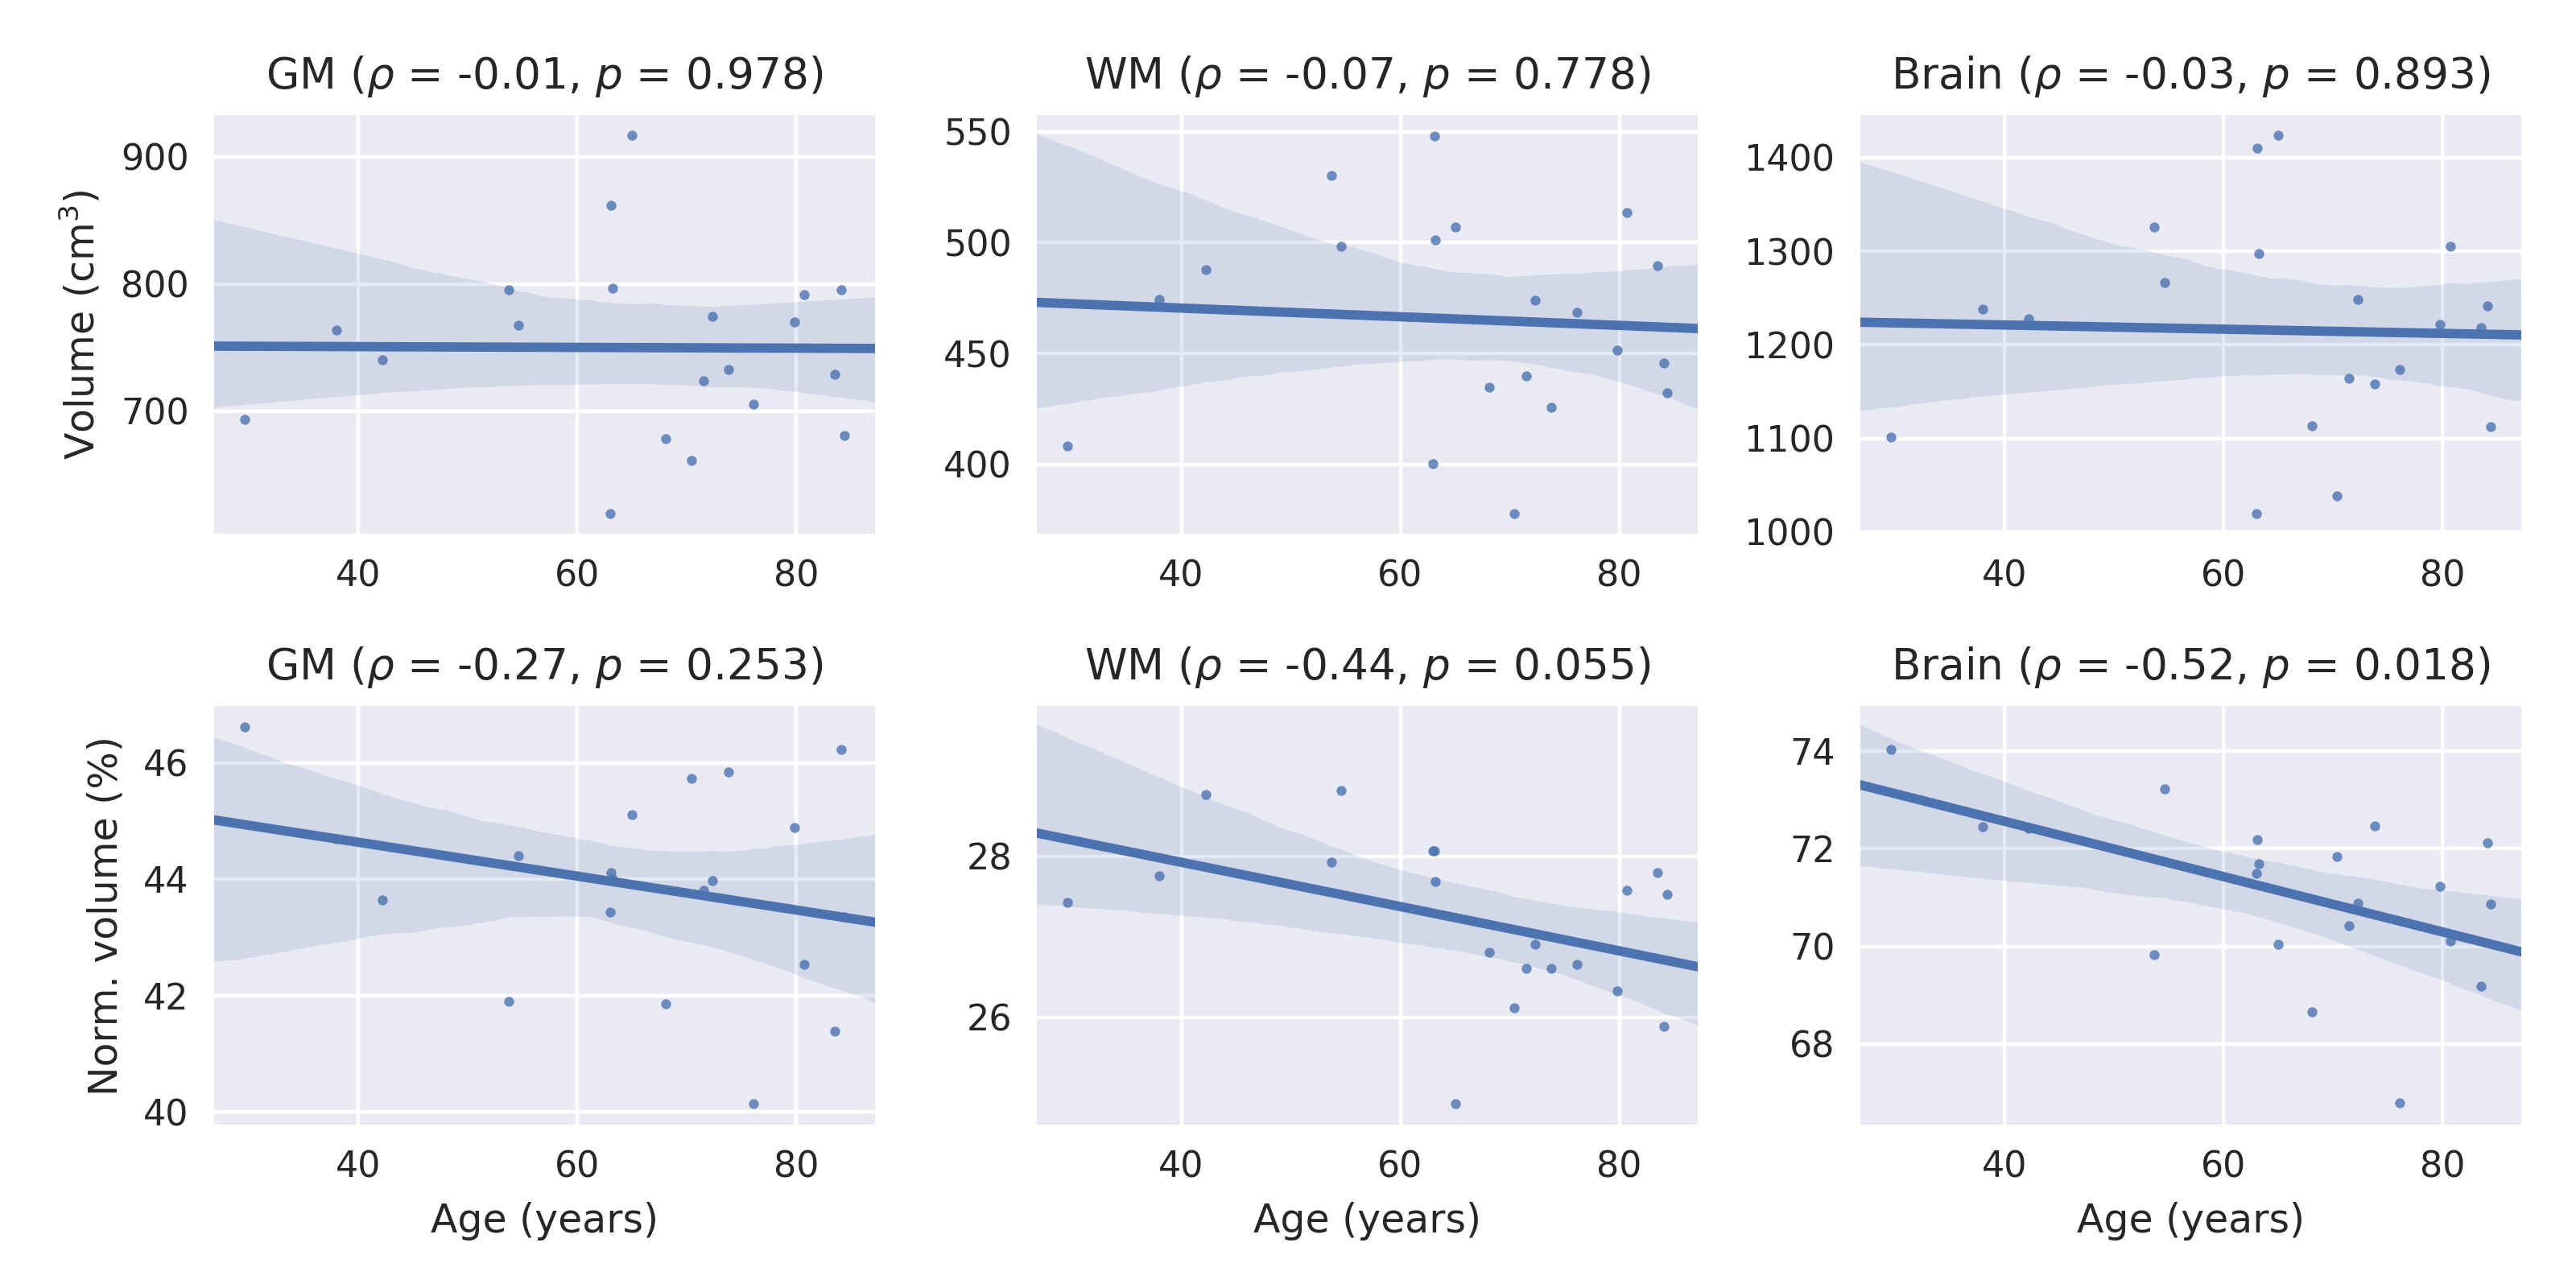 GM (ρ = -0.01, p = 0.978)
WM (ρ = -0.07, p = 0.778)
Brain (ρ = -0.03, p = 0.893)
Volume (cm³)
900
800
700
40 60 80
550
500
450
400
40 60 80
1400
1300
1200
1100
1000
40 60 80
GM (ρ = -0.27, p = 0.253)
WM (ρ = -0.44, p = 0.055)
Brain (ρ = -0.52, p = 0.018)
Norm. volume (%)
46
44
42
40
40 60 80
Age (years)
28
26
40 60 80
Age (years)
74
72
70
68
40 60 80
Age (years)